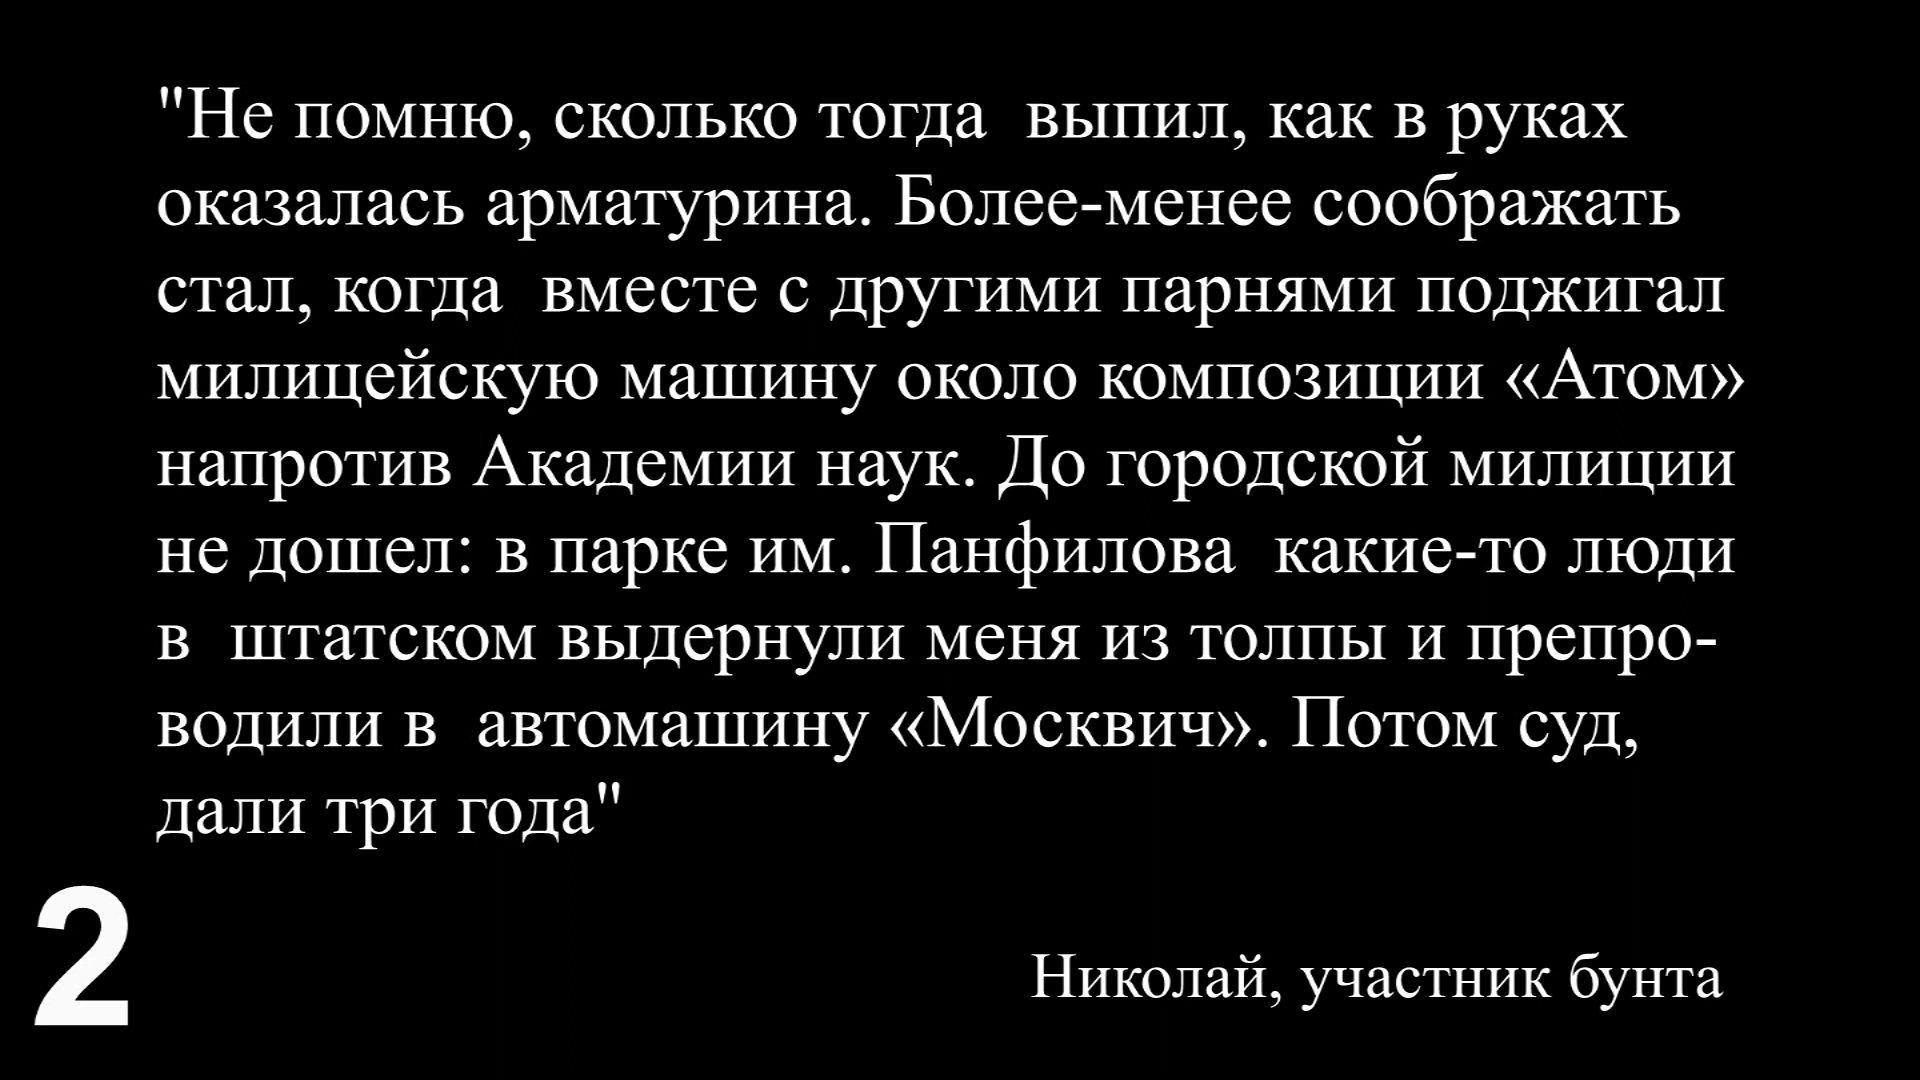 "Не помню, сколько тогда  выпил, как в руках
оказалась арматурина. Более-менее соображать
стал, когда  вместе с другими парнями поджигал
милицейскую машину около композиции «Атом»
напротив Академии наук. До городской милиции
не дошел: в парке им. Панфилова  какие-то люди
в  штатском выдернули меня из толпы и препро-
водили в  автомашину «Москвич». Потом суд,
дали три года"
2
Николай, участник бунта